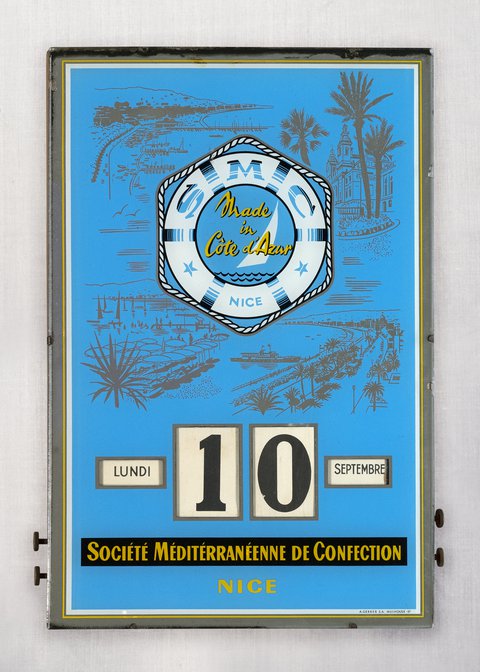 SMC
Made
in
Côte d'Azur
NICE
LUNDI
10
SEPTEMBRE
SOCIÉTÉ MÉDITÉRRANÉENNE DE CONFECTION
NICE